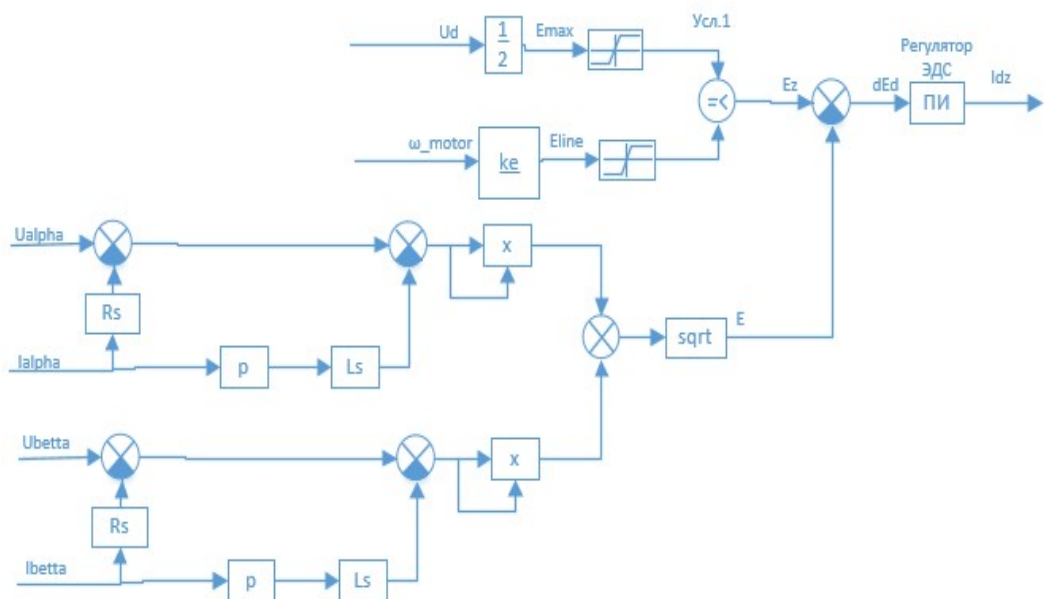 Усл.1
Ud
1
2
Emax
Регулятор
ЭДС
=<
Ez
dEd
ПИ
Idz
ω_motor
ke
Eline
Ualpha
x
Rs
sqrt
E
Ialpha
p
Ls
Ubetta
x
Rs
Ibetta
p
Ls